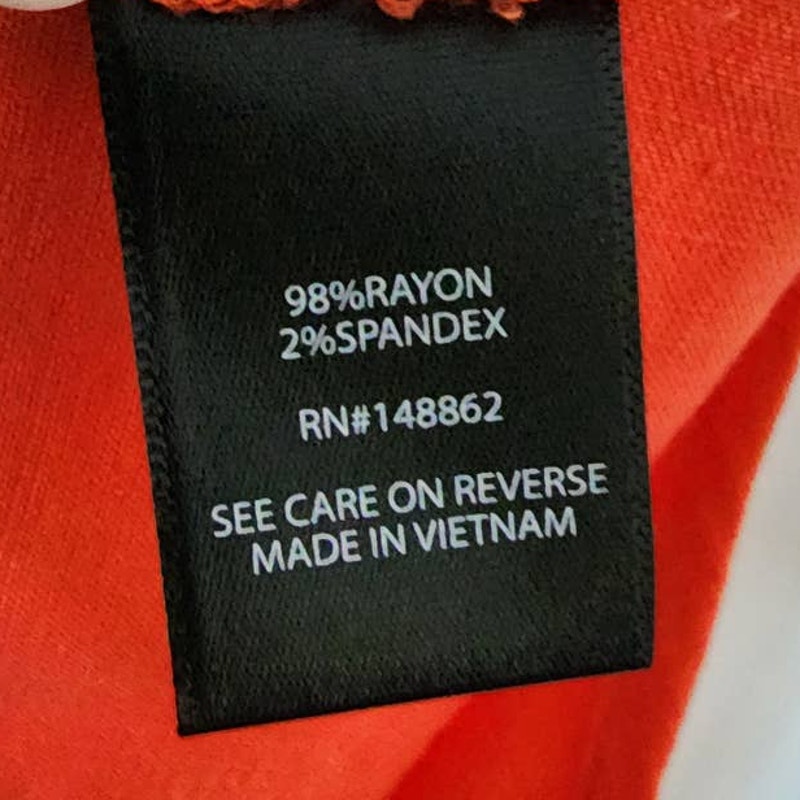 98%RAYON
2%SPANDEX
RN#148862
SEE CARE ON REVERSE
MADE IN VIETNAM